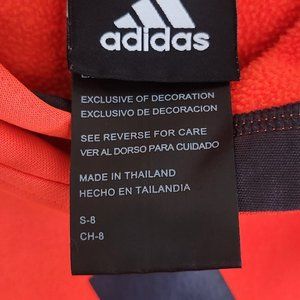 adidas
EXCLUSIVE OF DECORATION
EXCLUSIVO DE DECORACION
SEE REVERSE FOR CARE
VER AL DORSO PARA CUIDADO
MADE IN THAILAND
HECHO EN TAILANDIA
S-8
CH-8